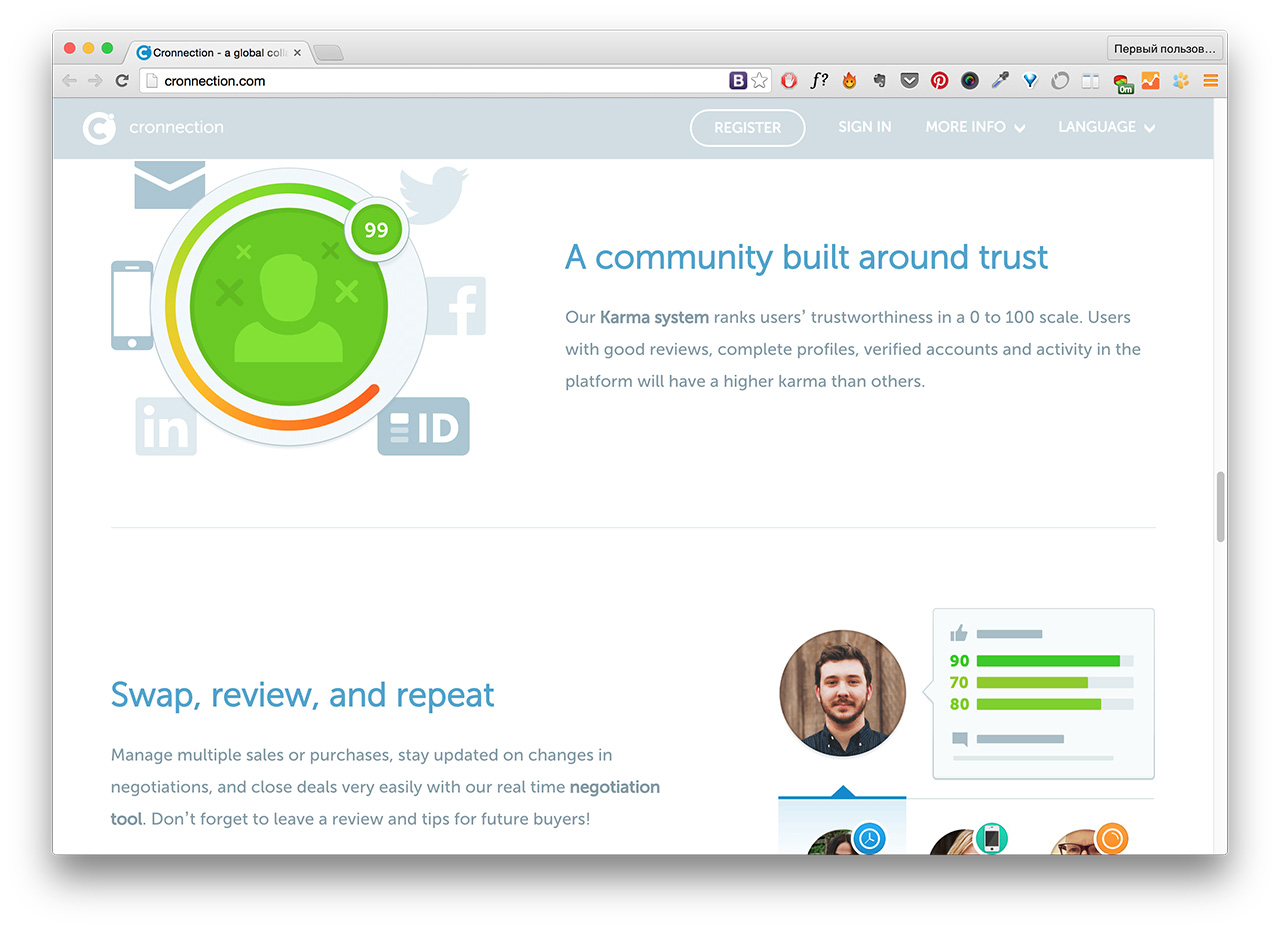 Cronnection - a global colla
Первый пользов...
cronnection.com
B
f?
0m
cronnection
REGISTER
SIGN IN
MORE INFO
LANGUAGE
99
f
in
ID
A community built around trust
Our Karma system ranks users’ trustworthiness in a 0 to 100 scale. Users
with good reviews, complete profiles, verified accounts and activity in the
platform will have a higher karma than others.
90
70
80
Swap, review, and repeat
Manage multiple sales or purchases, stay updated on changes in
negotiations, and close deals very easily with our real time negotiation
tool. Don’t forget to leave a review and tips for future buyers!